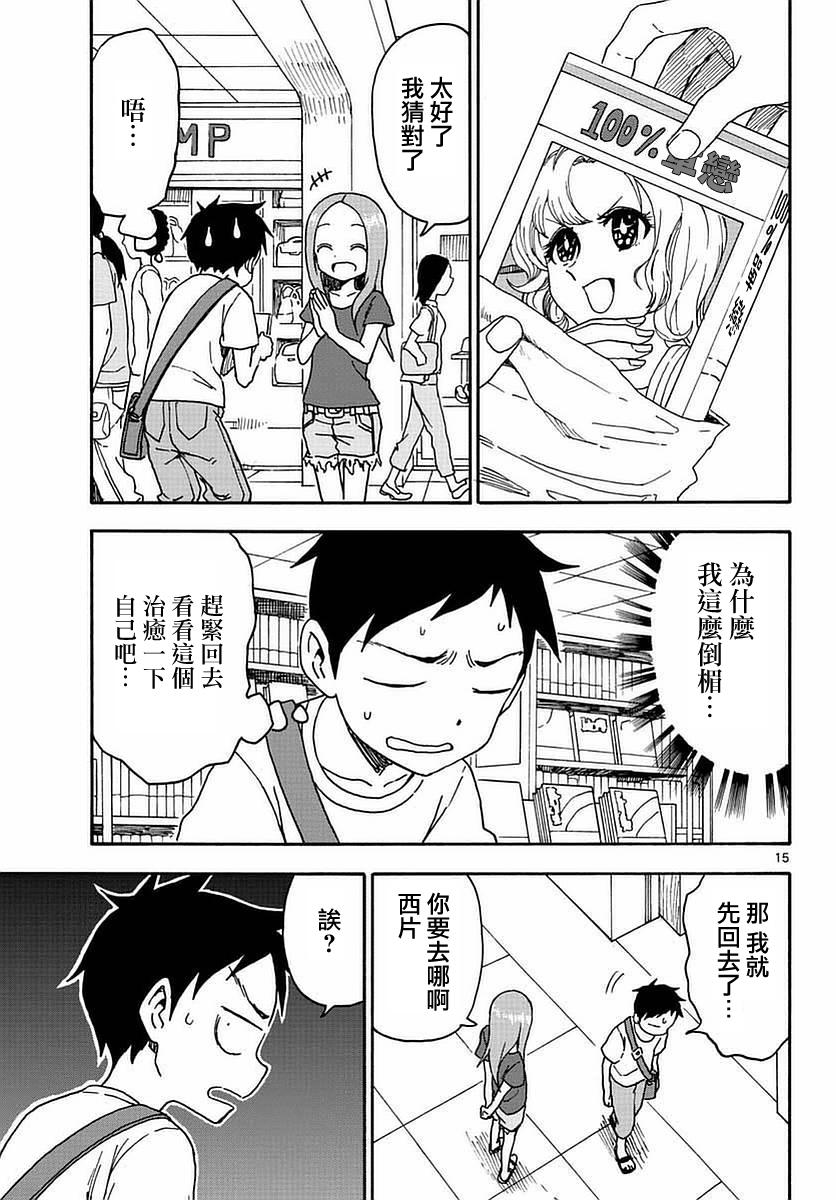 100%單戀
太好了
我猜對了
唔…
MP
為什麼
我這麼倒楣…
趕緊回去
看看這個
治癒一下
自己吧…
15
那 我就
先回去了…
你要去哪啊
西片
誒?